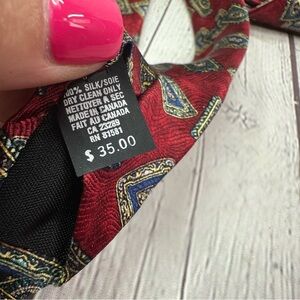 100% SILK/SOIE
DRY CLEAN ONLY
NETTOYER A SEC
MADE IN CANADA
FAIT AU CANADA
CA 23289
RN 81581
$ 35.00